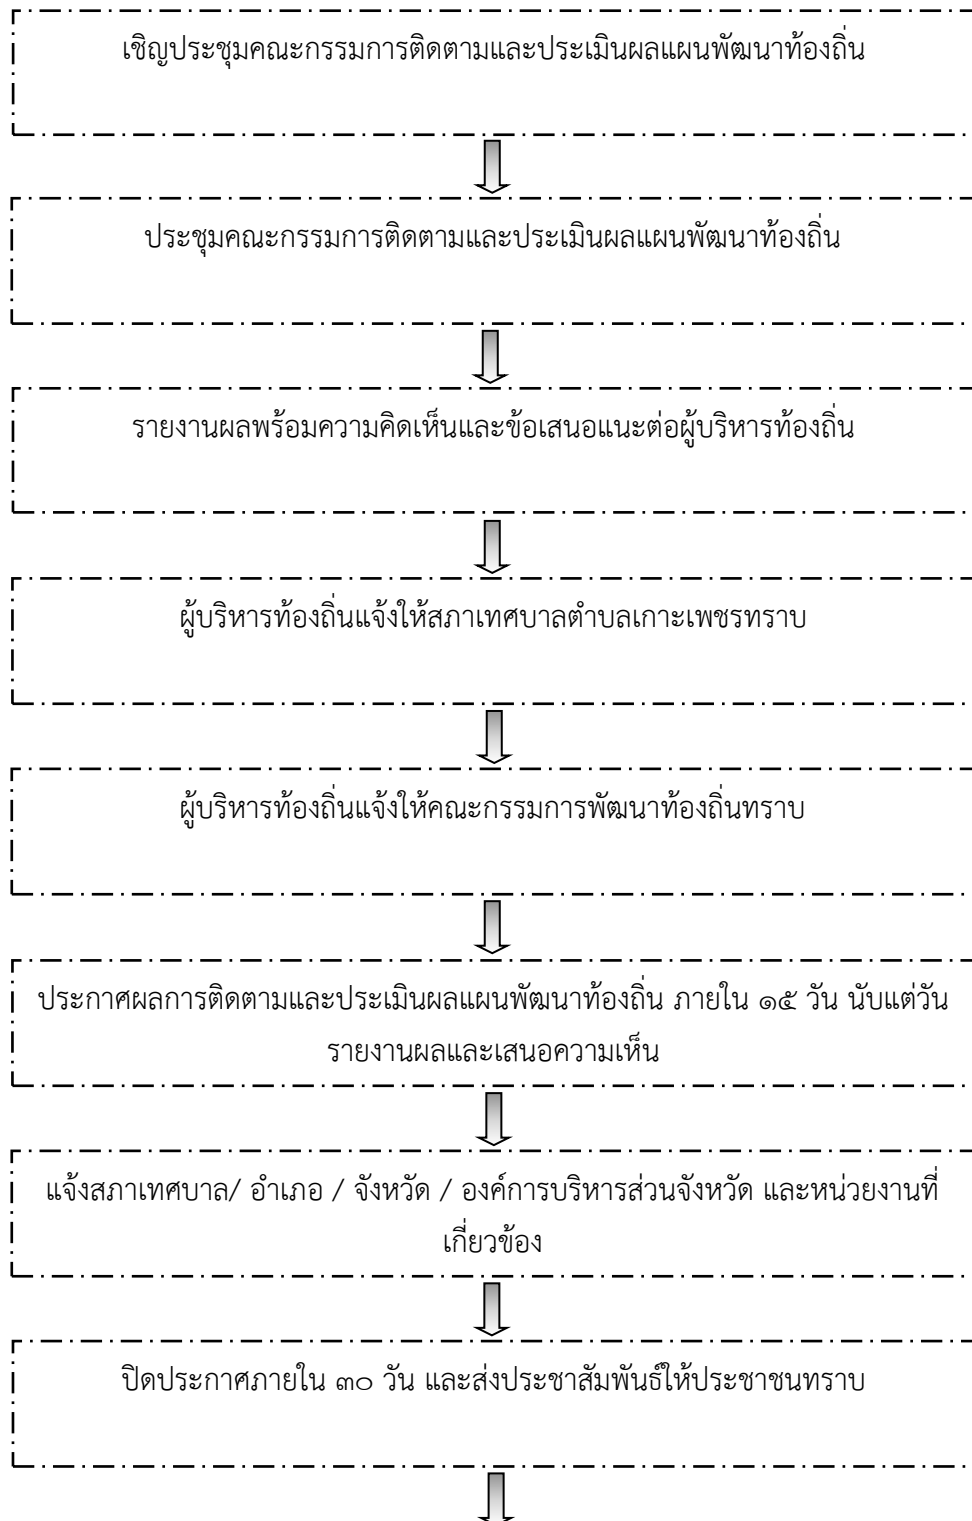 เชิญประชุมคณะกรรมการติดตามและประเมินผลแผนพัฒนาท้องถิ่น
ประชุมคณะกรรมการติดตามและประเมินผลแผนพัฒนาท้องถิ่น
รายงานผลพร้อมความคิดเห็นและข้อเสนอแนะต่อผู้บริหารท้องถิ่น
ผู้บริหารท้องถิ่นแจ้งให้สภาเทศบาลตำบลเกาะเพชรทราบ
ผู้บริหารท้องถิ่นแจ้งให้คณะกรรมการพัฒนาท้องถิ่นทราบ
ประกาศผลการติดตามและประเมินผลแผนพัฒนาท้องถิ่น ภายใน ๑๕ วัน นับแต่วัน
รายงานผลและเสนอความเห็น
แจ้งสภาเทศบาล/ อำเภอ / จังหวัด / องค์การบริหารส่วนจังหวัด และหน่วยงานที่
เกี่ยวข้อง
ปิดประกาศภายใน ๓๐ วัน และส่งประชาสัมพันธ์ให้ประชาชนทราบ